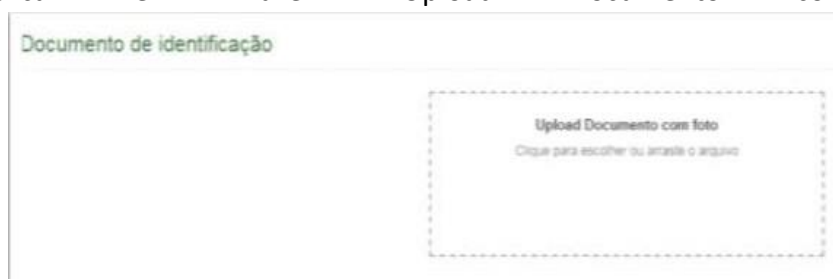 Documento de identificação
Upload Documento com foto
Clique para escolher ou arraste o arquivo